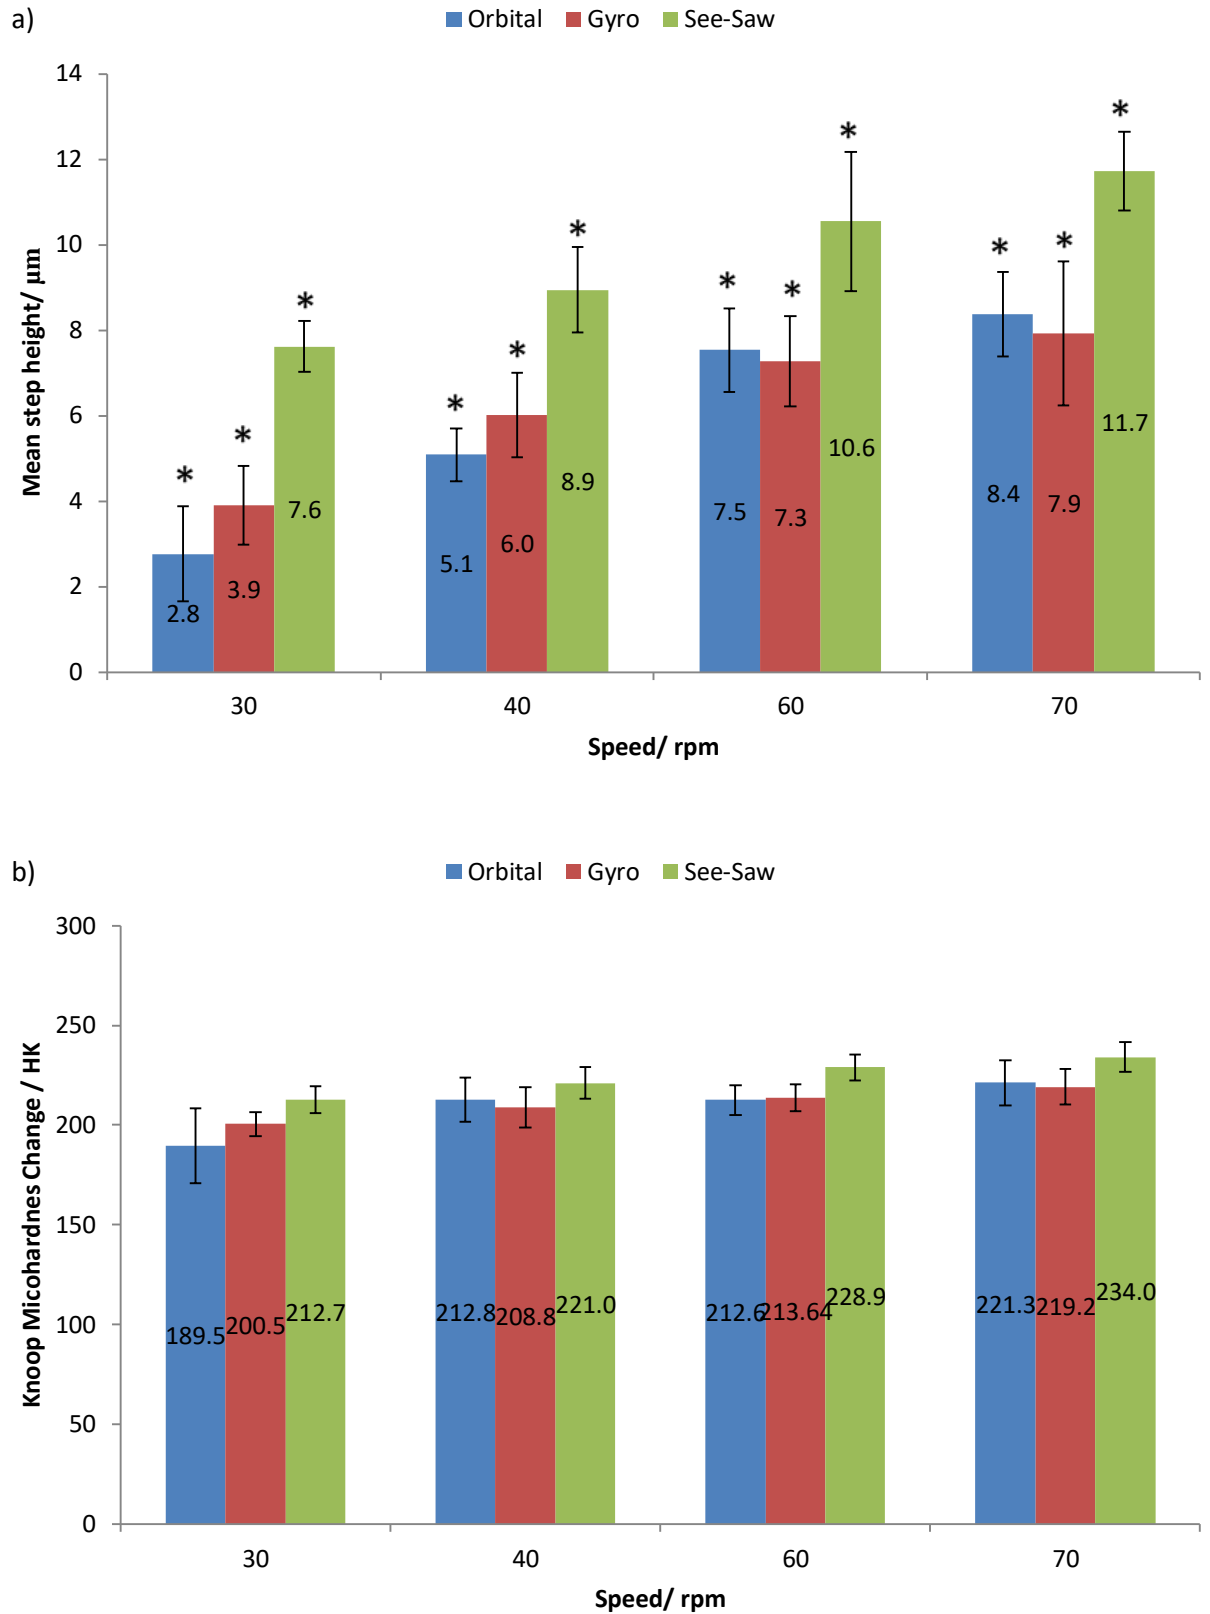 a)
Orbital Gyro See-Saw
Mean step height/ µm
14
12
10
8
6
4
2
0
* * * * * * * * * * * *
2.8 3.9 7.6 5.1 6.0 8.9 7.5 7.3 10.6 8.4 7.9 11.7
30 40 60 70
Speed/ rpm
b)
Orbital Gyro See-Saw
Knoop Micohardnes Change / HK
300
250
200
150
100
50
0
189.5 200.5 212.7 212.8 208.8 221.0 212.6 213.64 228.9 221.3 219.2 234.0
30 40 60 70
Speed/ rpm